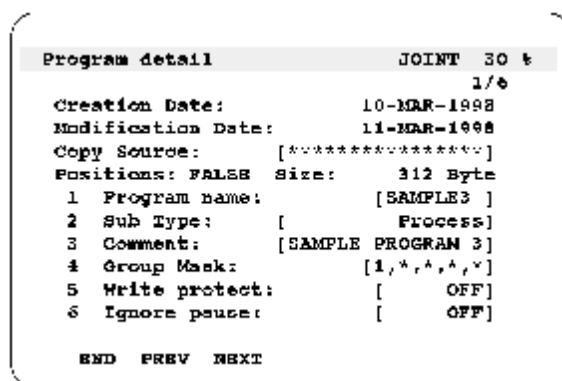 Program detail JOINT 30 %
1/6
Creation Date: 10-MAR-1998
Modification Date: 11-MAR-1998
Copy Source: [****************]
Positions: FALSE Size: 312 Byte
1 Program name: [SAMPLE3 ]
2 Sub Type: [ Process]
3 Comment: [SAMPLE PROGRAM 3]
4 Group Mask: [1,*,*,*,*]
5 Write protect: [ OFF]
6 Ignore pause: [ OFF]
END PREV NEXT